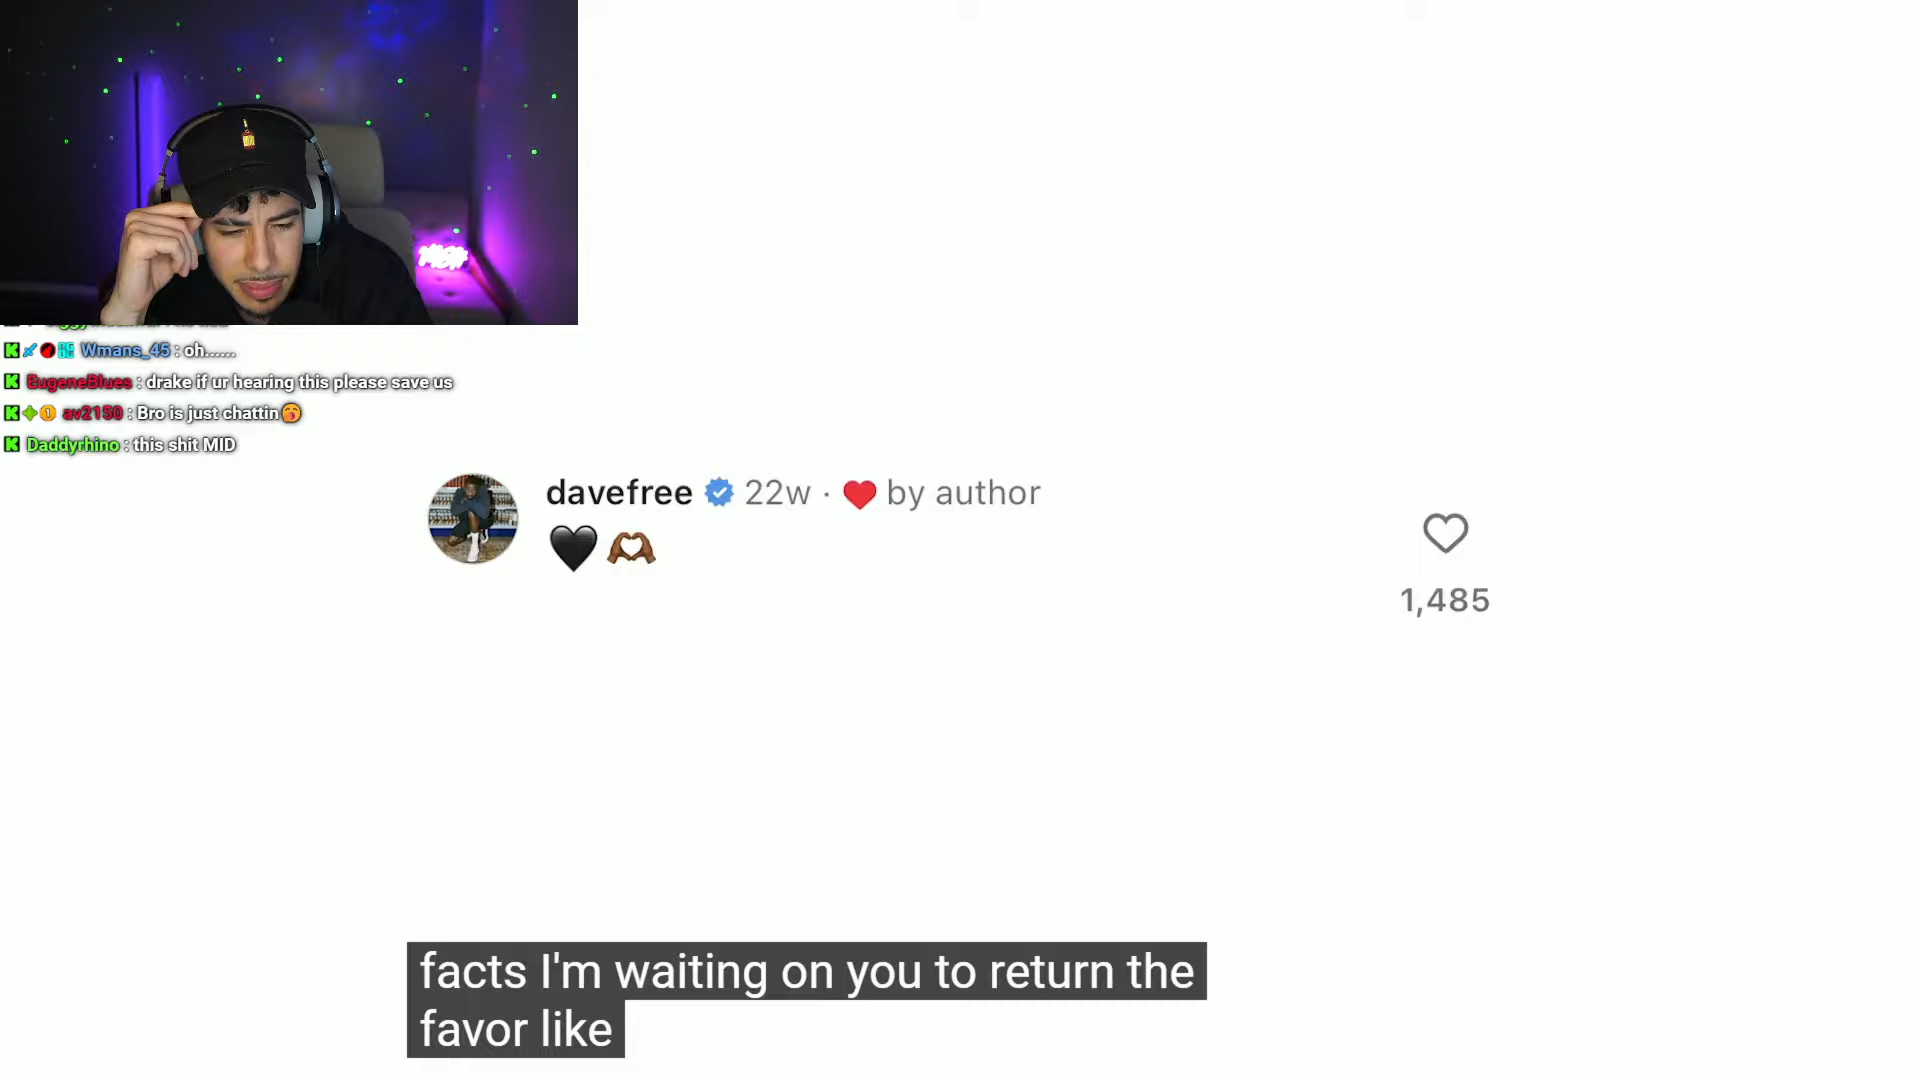 Wmans_45 : oh......
EugeneBlues : drake if ur hearing this please save us
av2150 : Bro is just chattin
Daddyrhino : this shit MID
davefree 22w · by author
1,485
facts I'm waiting on you to return the
favor like